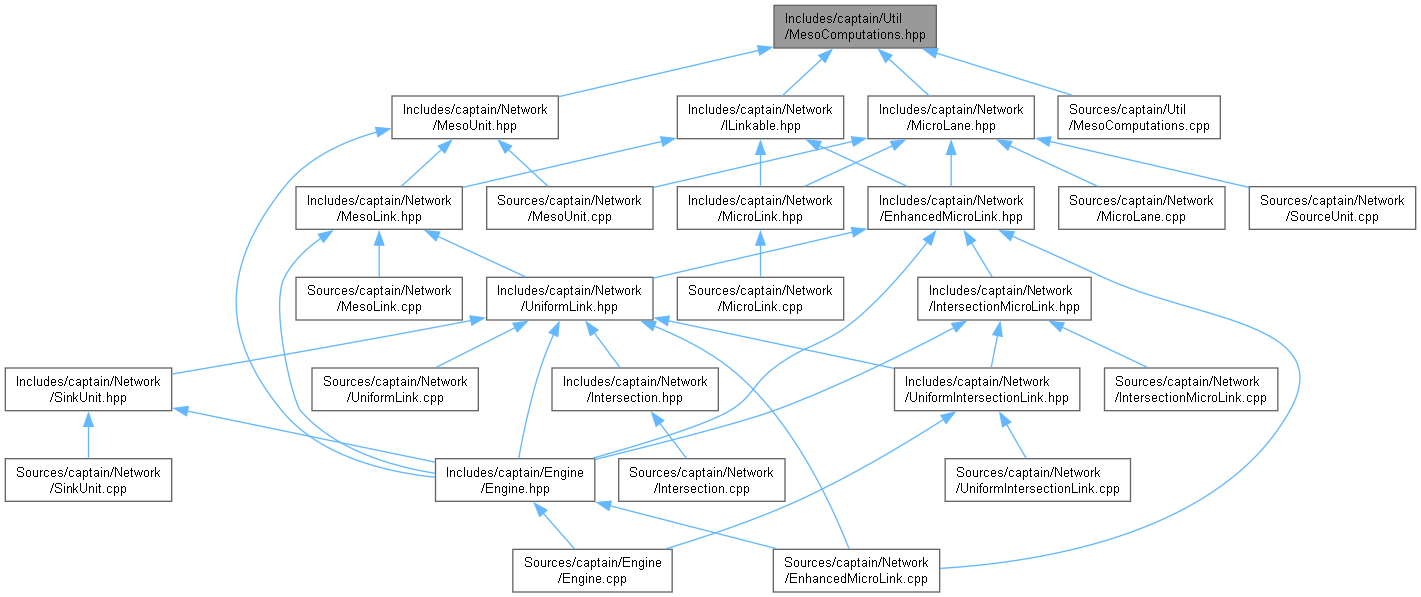 Includes/captain/Util
/MesoComputations.hpp
Includes/captain/Network
/MesoUnit.hpp
Includes/captain/Network
/ILinkable.hpp
Includes/captain/Network
/MicroLane.hpp
Sources/captain/Util
/MesoComputations.cpp
Includes/captain/Network
/MesoLink.hpp
Sources/captain/Network
/MesoUnit.cpp
Includes/captain/Network
/MicroLink.hpp
Includes/captain/Network
/EnhancedMicroLink.hpp
Sources/captain/Network
/MicroLane.cpp
Sources/captain/Network
/SourceUnit.cpp
Sources/captain/Network
/MesoLink.cpp
Includes/captain/Network
/UniformLink.hpp
Sources/captain/Network
/MicroLink.cpp
Includes/captain/Network
/IntersectionMicroLink.hpp
Includes/captain/Network
/SinkUnit.hpp
Sources/captain/Network
/UniformLink.cpp
Includes/captain/Network
/Intersection.hpp
Includes/captain/Network
/UniformIntersectionLink.hpp
Sources/captain/Network
/IntersectionMicroLink.cpp
Sources/captain/Network
/SinkUnit.cpp
Includes/captain/Engine
/Engine.hpp
Sources/captain/Network
/Intersection.cpp
Sources/captain/Network
/UniformIntersectionLink.cpp
Sources/captain/Engine
/Engine.cpp
Sources/captain/Network
/EnhancedMicroLink.cpp